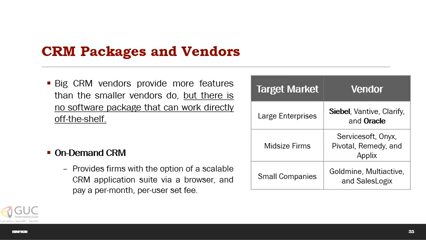 CRM Packages and Vendors
▪ Big CRM vendors provide more features
than the smaller vendors do, but there is
no software package that can work directly
off-the-shelf.
▪ On-Demand CRM
– Provides firms with the option of a scalable
CRM application suite via a browser, and
pay a per-month, per-user set fee.
Target Market Vendor
Large Enterprises Siebel, Vantive, Clarify,
and Oracle
Midsize Firms Servicesoft, Onyx,
Pivotal, Remedy, and
Applix
Small Companies Goldmine, Multiactive,
and SalesLogix
GUC
35